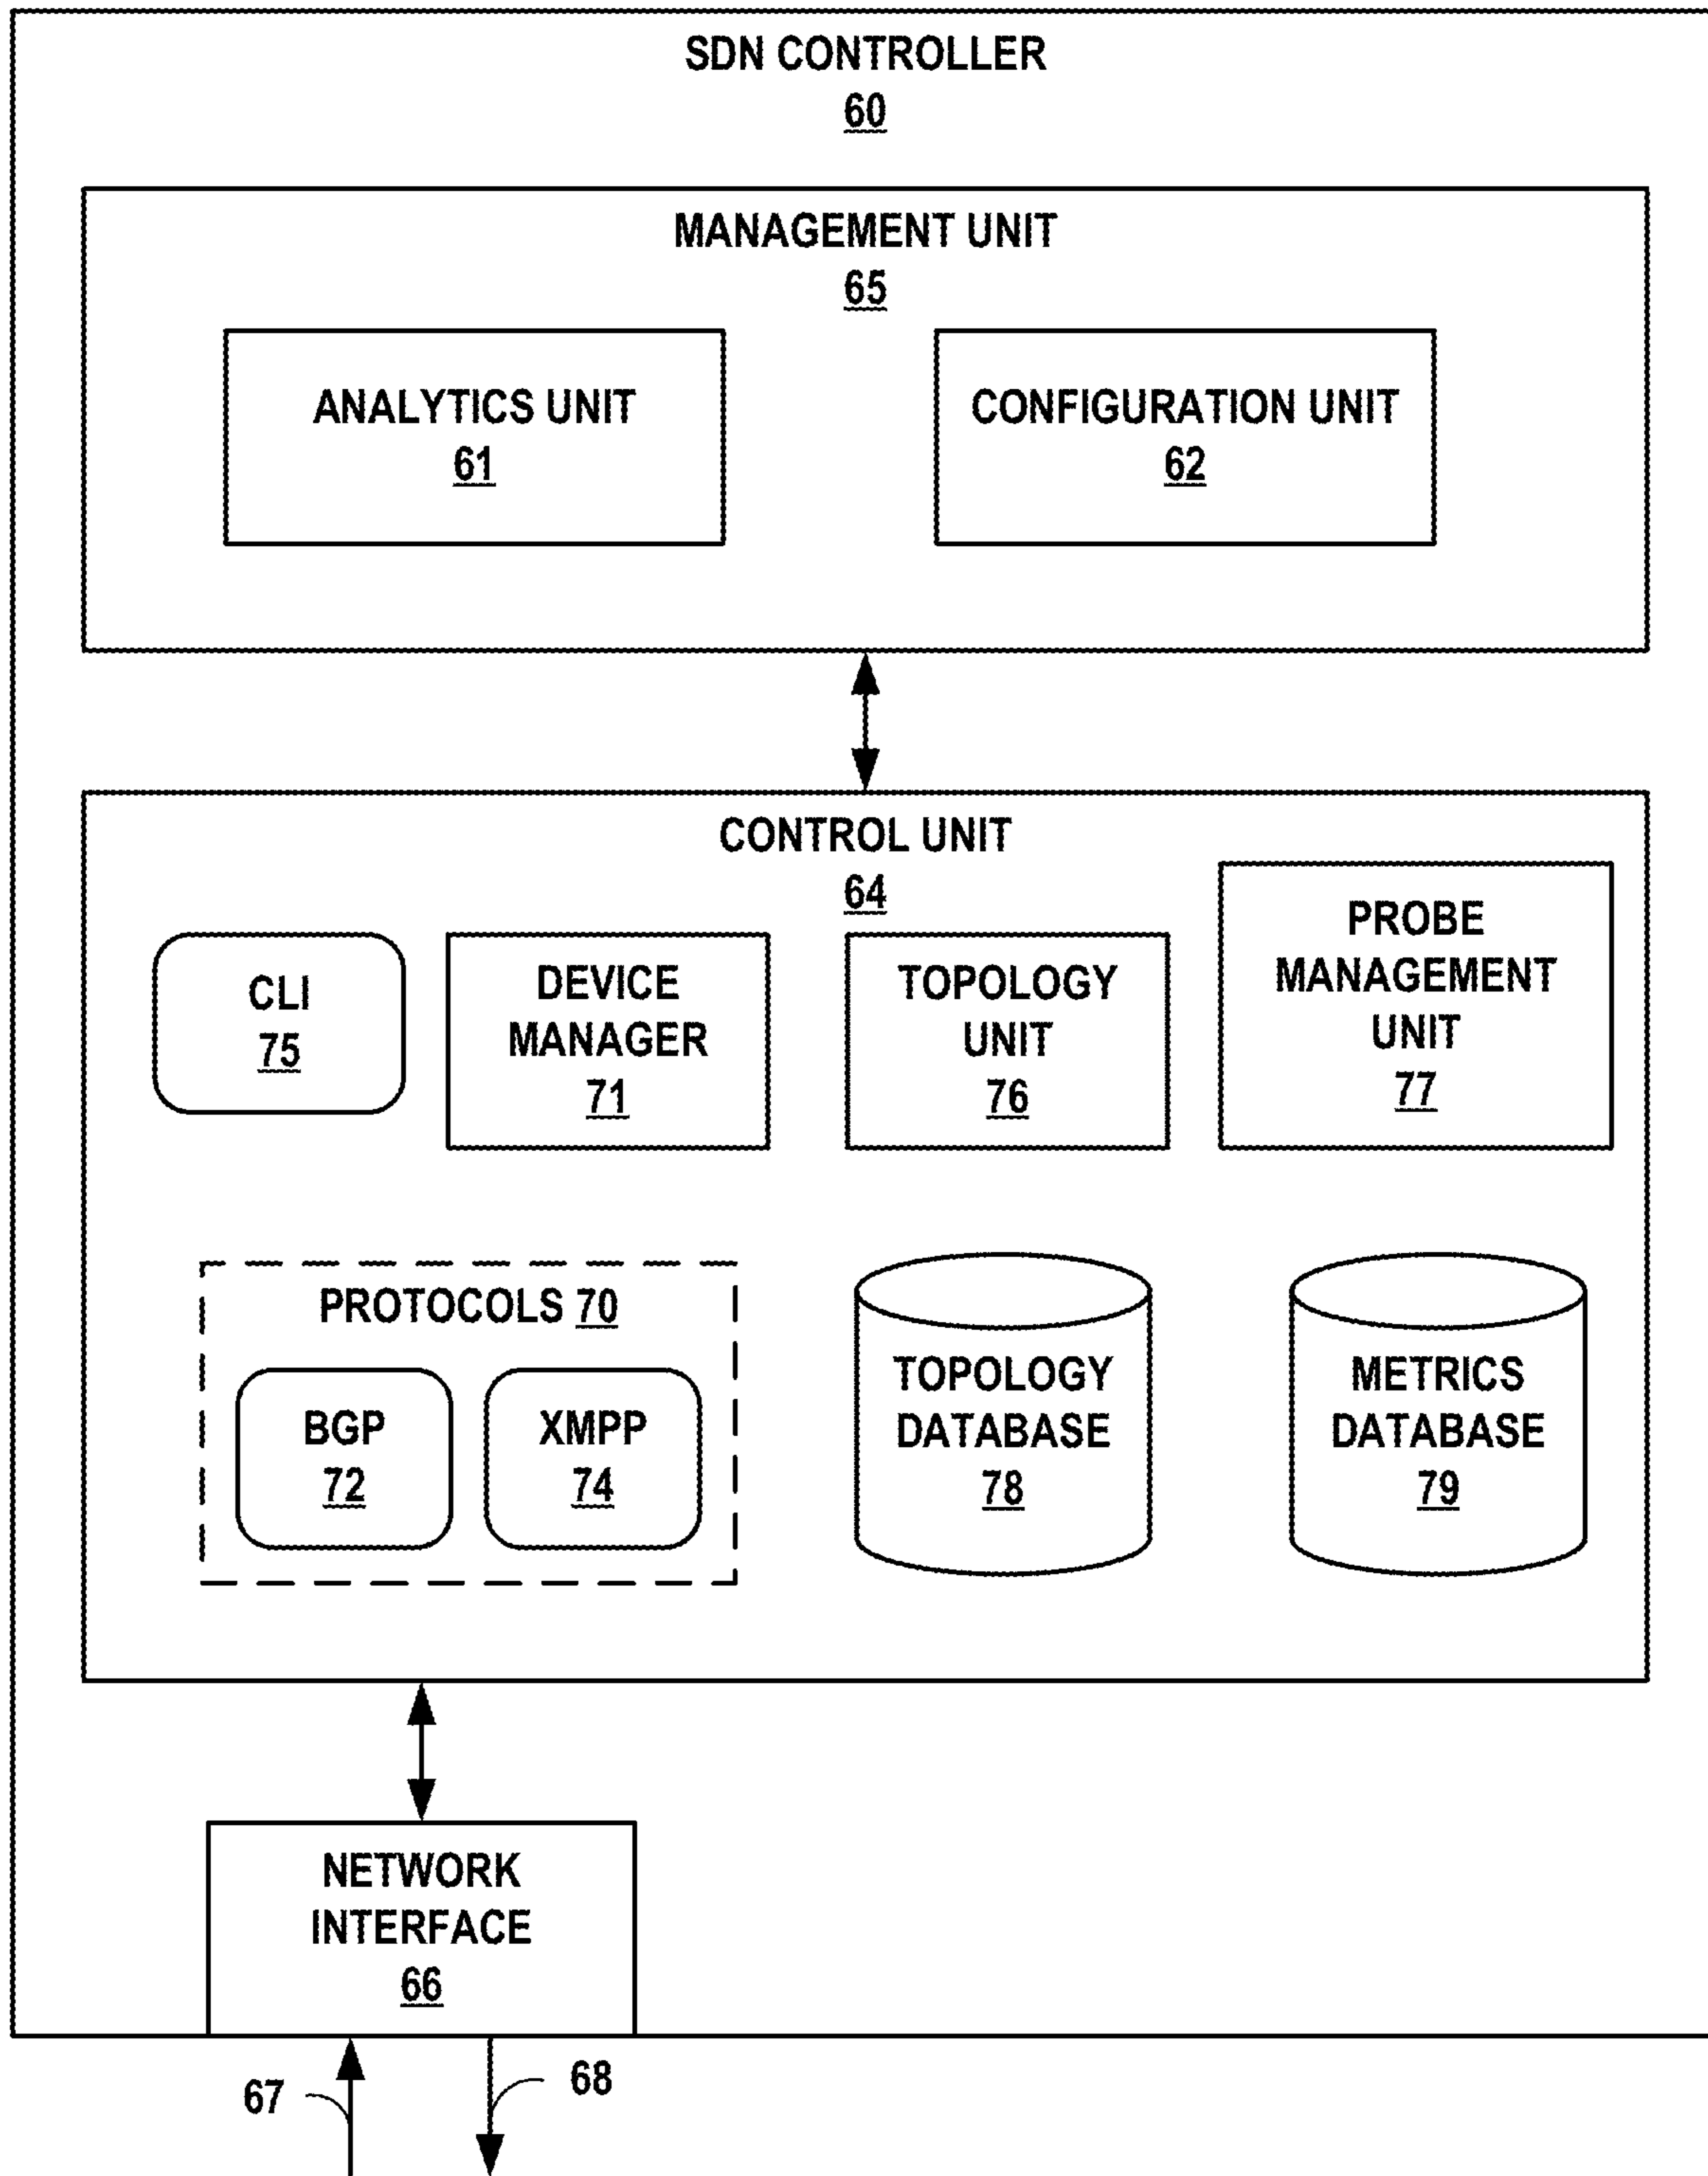 SDN CONTROLLER
60
MANAGEMENT UNIT
65
ANALYTICS UNIT
61
CONFIGURATION UNIT
62
CONTROL UNIT
64
CLI
75
DEVICE
MANAGER
71
TOPOLOGY
UNIT
76
PROBE
MANAGEMENT
UNIT
77
PROTOCOLS 70
BGP
72
XMPP
74
TOPOLOGY
DATABASE
78
METRICS
DATABASE
79
NETWORK
INTERFACE
66
67
68